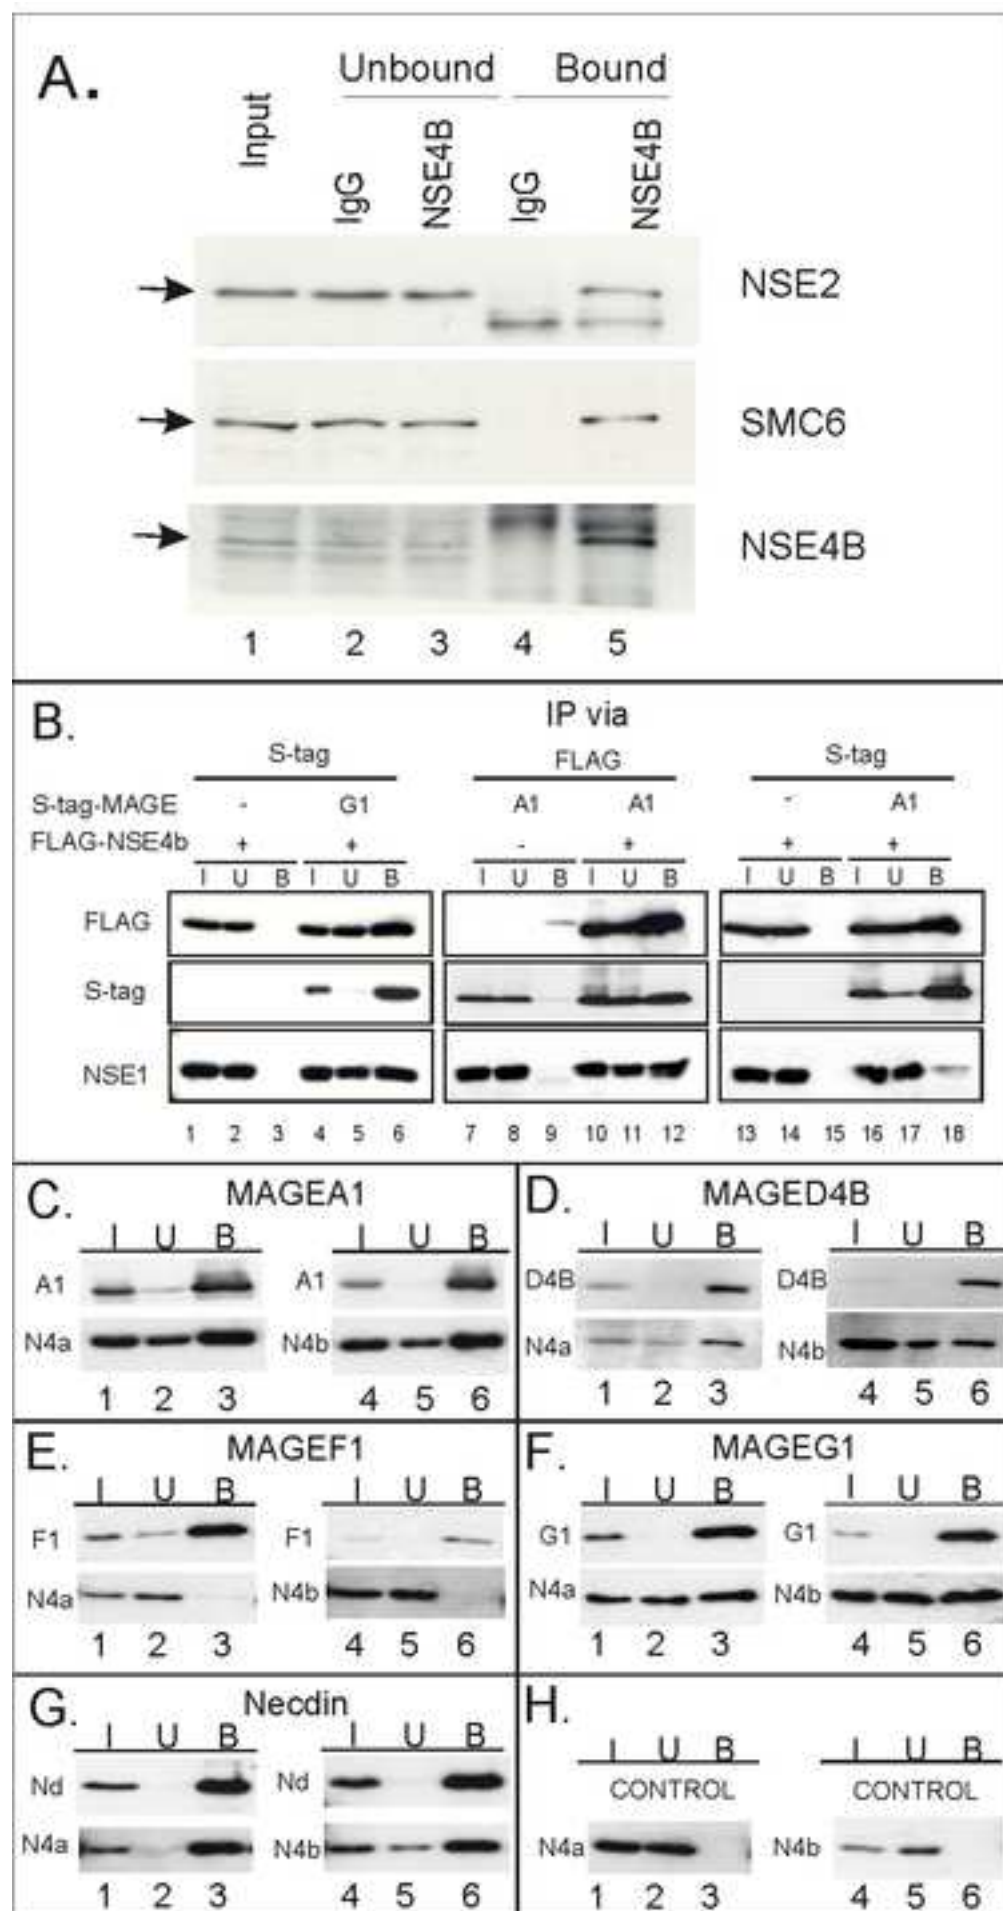 A.
Unbound Bound
Input IgG NSE4B IgG NSE4B
NSE2
SMC6
NSE4B
1 2 3 4 5
B. IP via
S-tag FLAG S-tag
S-tag-MAGE - G1 A1 A1 - A1
FLAG-NSE4b + + - + + +
I U B I U B I U B I U B I U B I U B
FLAG
S-tag
NSE1
1 2 3 4 5 6 7 8 9 10 11 12 13 14 15 16 17 18
C. MAGEA1
I U B I U B
A1 A1
N4a N4b
1 2 3 4 5 6
D. MAGED4B
I U B I U B
D4B D4B
N4a N4b
1 2 3 4 5 6
E. MAGEF1
I U B I U B
F1 F1
N4a N4b
1 2 3 4 5 6
F. MAGEG1
I U B I U B
G1 G1
N4a N4b
1 2 3 4 5 6
G. Necdin
I U B I U B
Nd Nd
N4a N4b
1 2 3 4 5 6
H.
I U B I U B
CONTROL CONTROL
N4a N4b
1 2 3 4 5 6